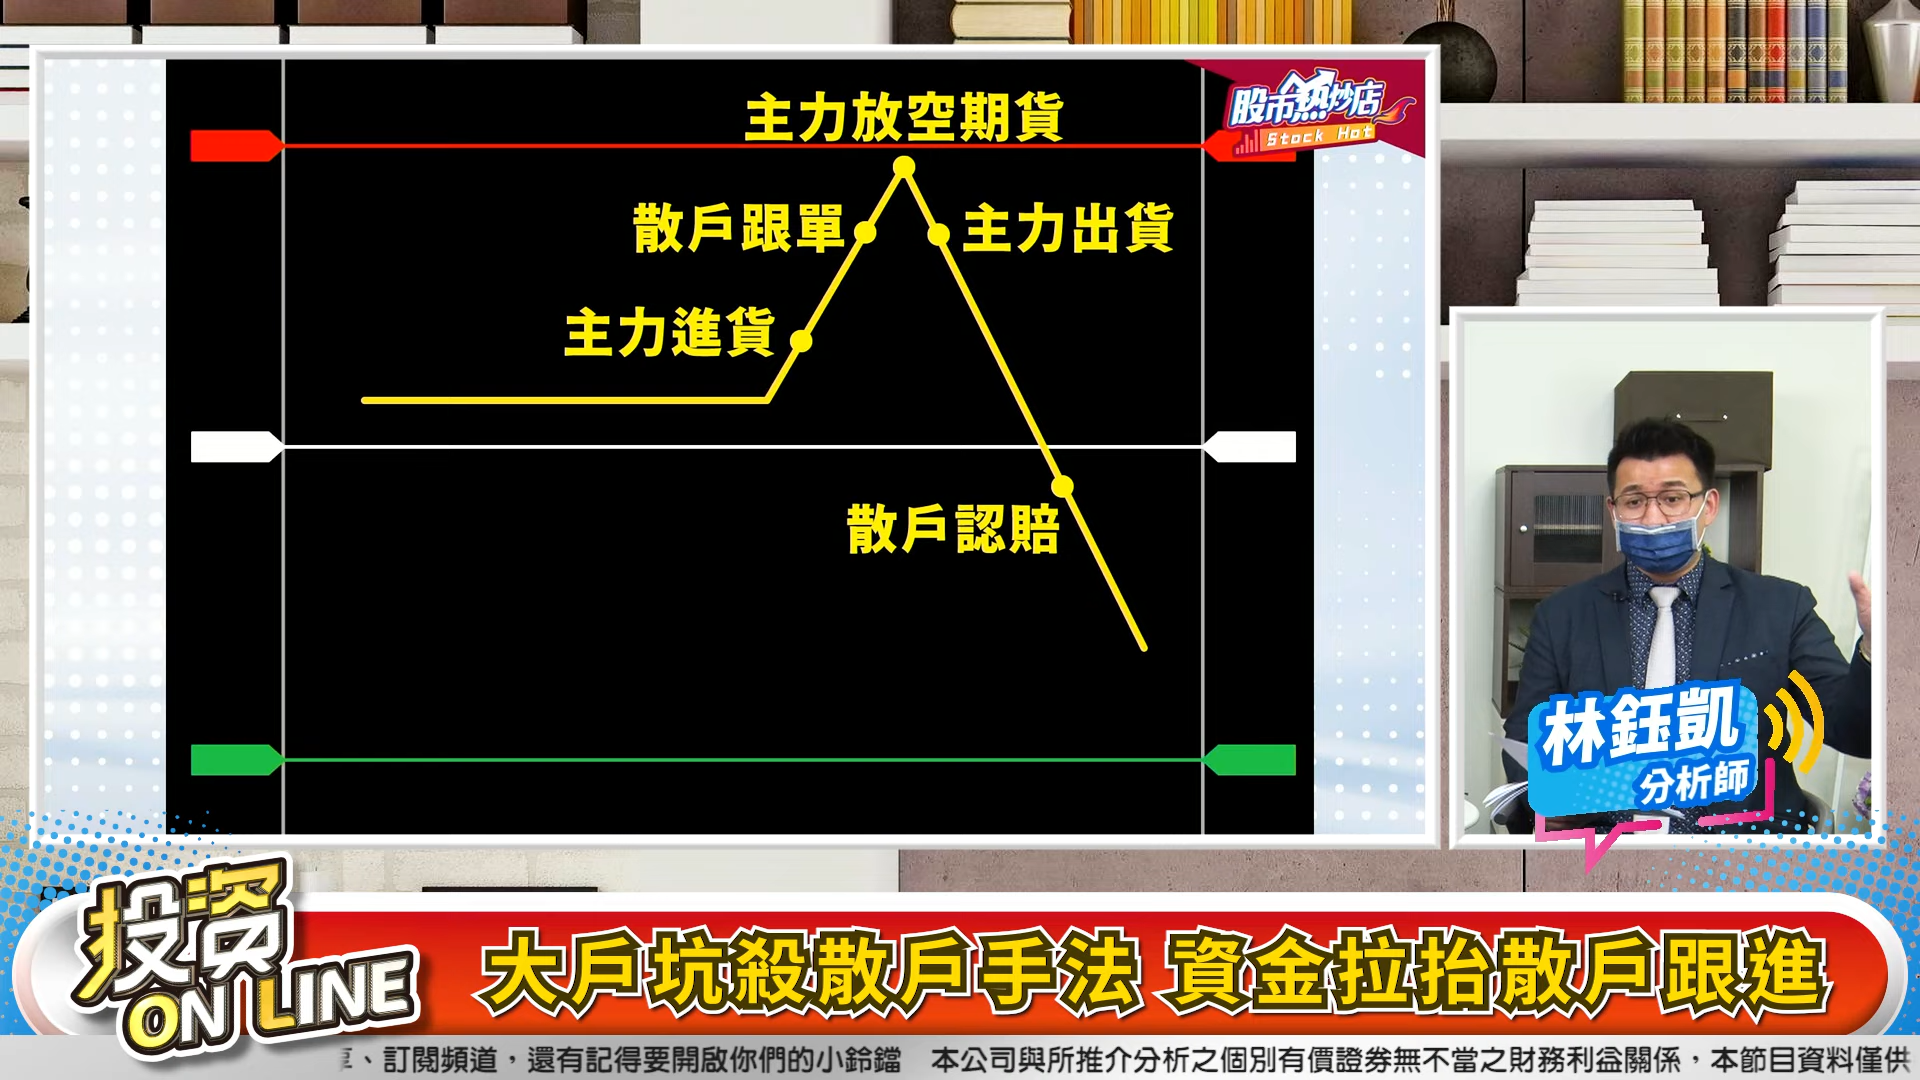 主力放空期貨
股市熱炒店
Stock Hot
散戶跟單
主力出貨
主力進貨
散戶認賠
林鈺凱
分析師
投資
ON LINE
大戶坑殺散戶手法 資金拉抬散戶跟進
、訂閱頻道，還有記得要開啟你們的小鈴鐺 本公司與所推介分析之個別有價證券無不當之財務利益關係，本節目資料僅供